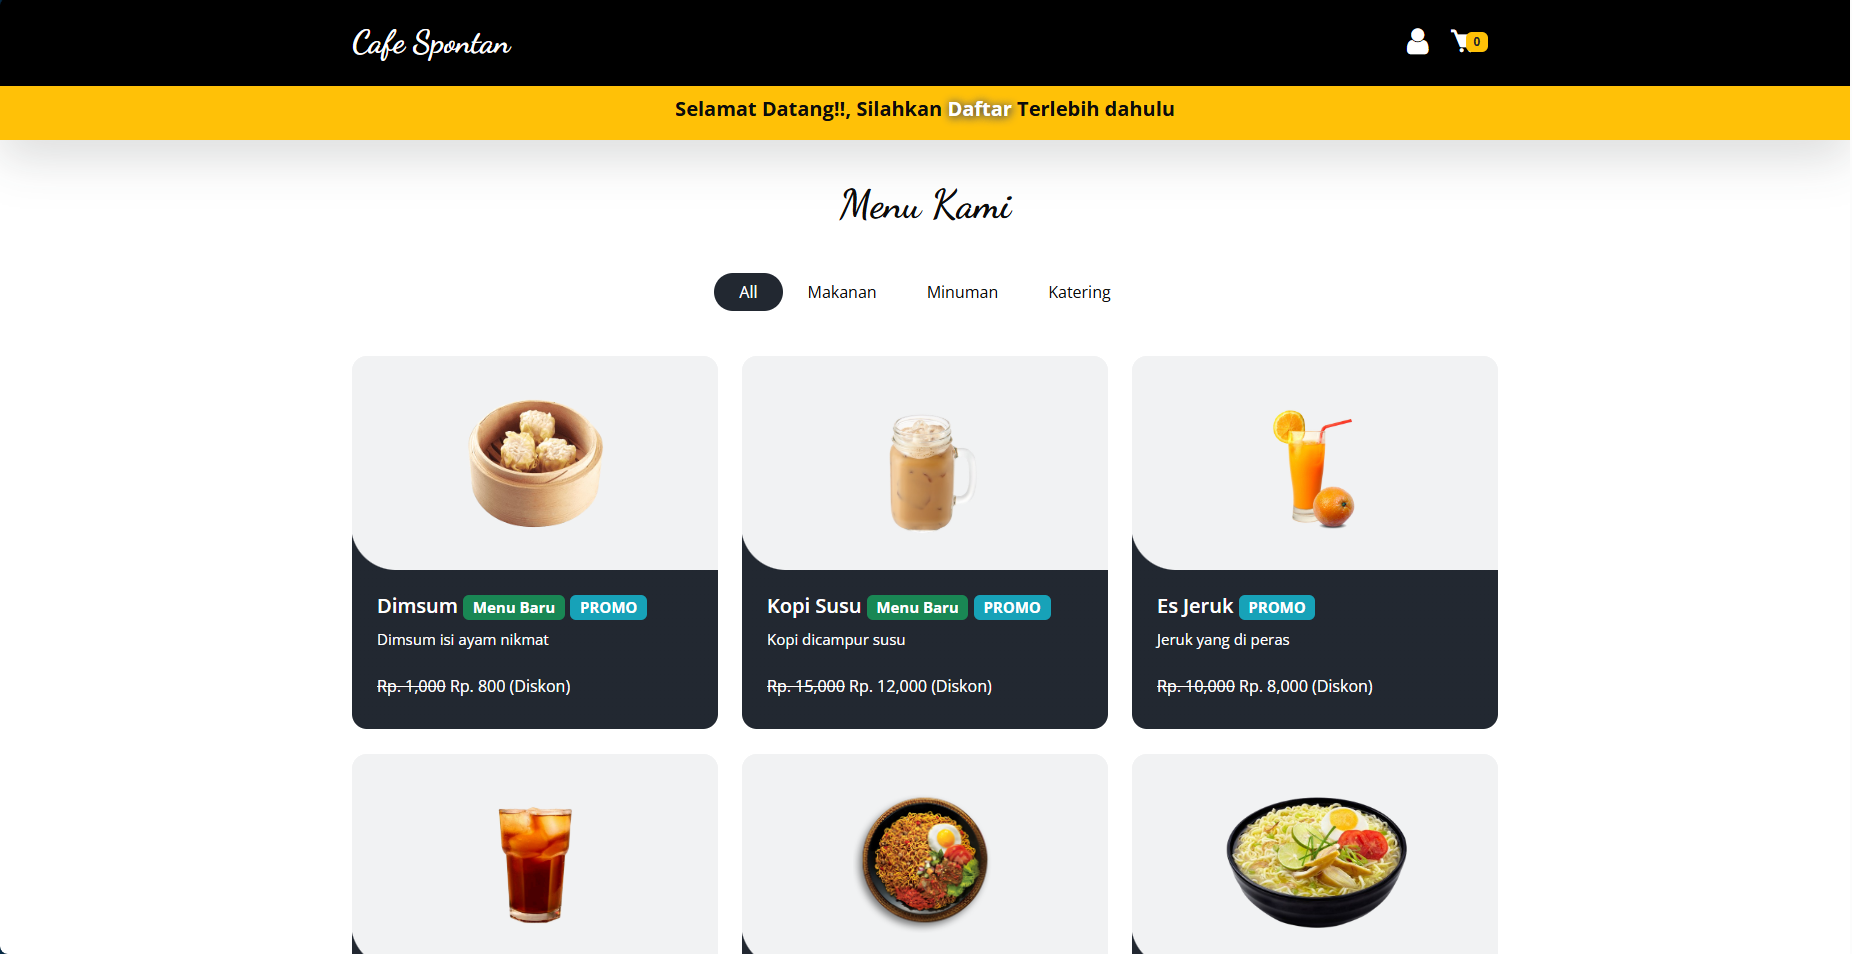 Cafe Spontan
0
Selamat Datang!!, Silahkan Daftar Terlebih dahulu
Menu Kami
All Makanan Minuman Katering
Dimsum Menu Baru PROMO
Dimsum isi ayam nikmat
Rp. 1,000 Rp. 800 (Diskon)
Kopi Susu Menu Baru PROMO
Kopi dicampur susu
Rp. 15,000 Rp. 12,000 (Diskon)
Es Jeruk PROMO
Jeruk yang di peras
Rp. 10,000 Rp. 8,000 (Diskon)